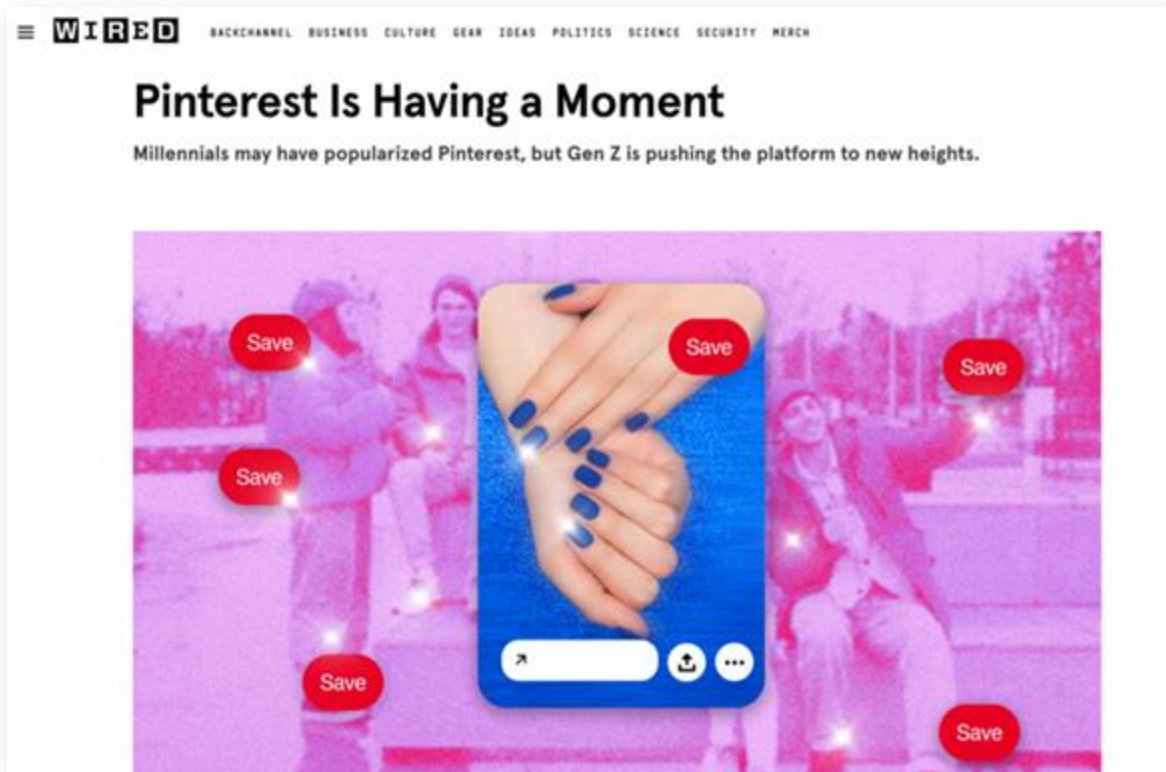 WIRED BACKCHANNEL BUSINESS CULTURE GEAR IDEAS POLITICS SCIENCE SECURITY MERCH
Pinterest Is Having a Moment
Millennials may have popularized Pinterest, but Gen Z is pushing the platform to new heights.
Save
Save
Save
Save
Save
Save